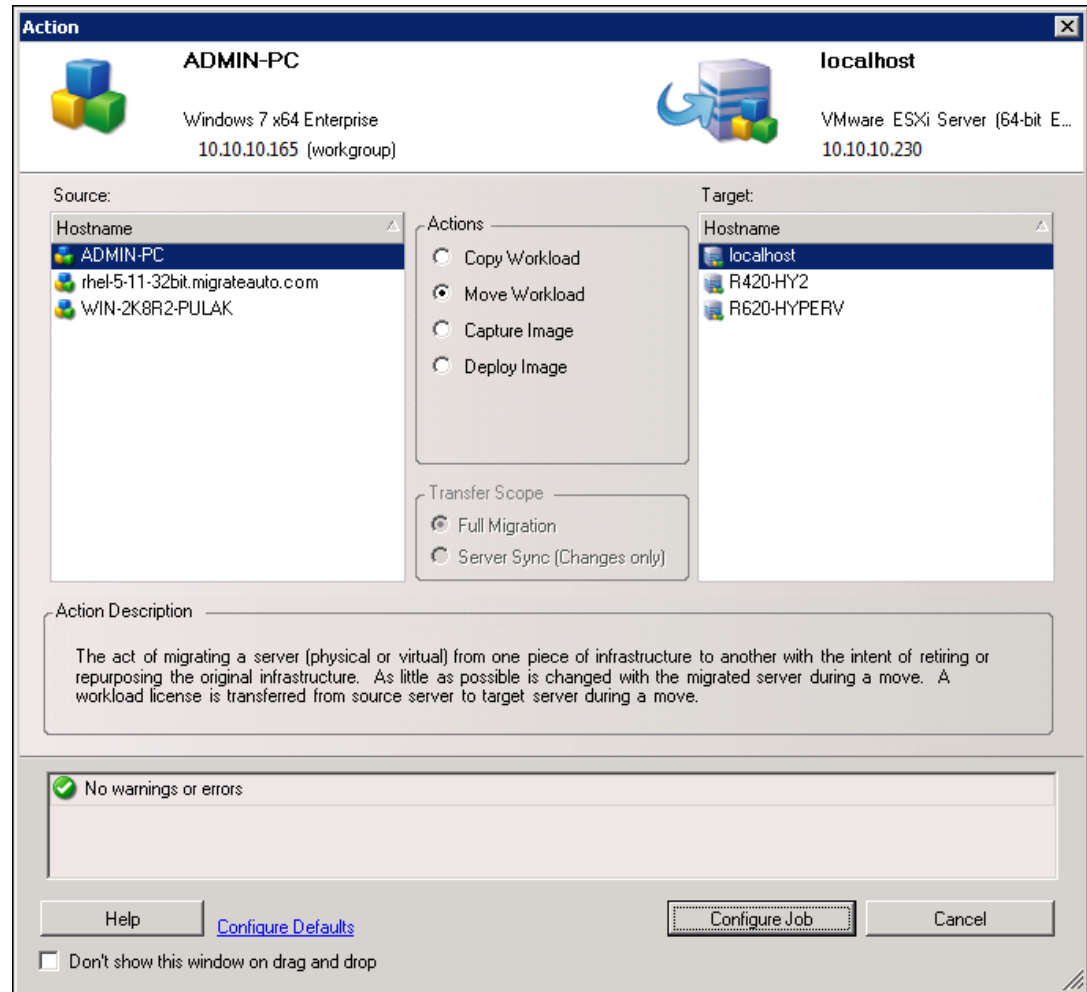 Action
ADMIN-PC
localhost
Windows 7 x64 Enterprise
VMware ESXi Server (64-bit E...
10.10.10.165 (workgroup)
10.10.10.230
Source:
Target:
Hostname
ADMIN-PC
rhel-5-11-32bit.migrateauto.com
WIN-2K8R2-PULAK
Actions
Copy Workload
Move Workload
Capture Image
Deploy Image
Transfer Scope
Full Migration
Server Sync (Changes only)
Hostname
localhost
R420-HY2
R620-HYPERV
Action Description
The act of migrating a server (physical or virtual) from one piece of infrastructure to another with the intent of retiring or
repurposing the original infrastructure. As little as possible is changed with the migrated server during a move. A
workload license is transferred from source server to target server during a move.
No warnings or errors
Help
Configure Defaults
Configure Job
Cancel
Don't show this window on drag and drop